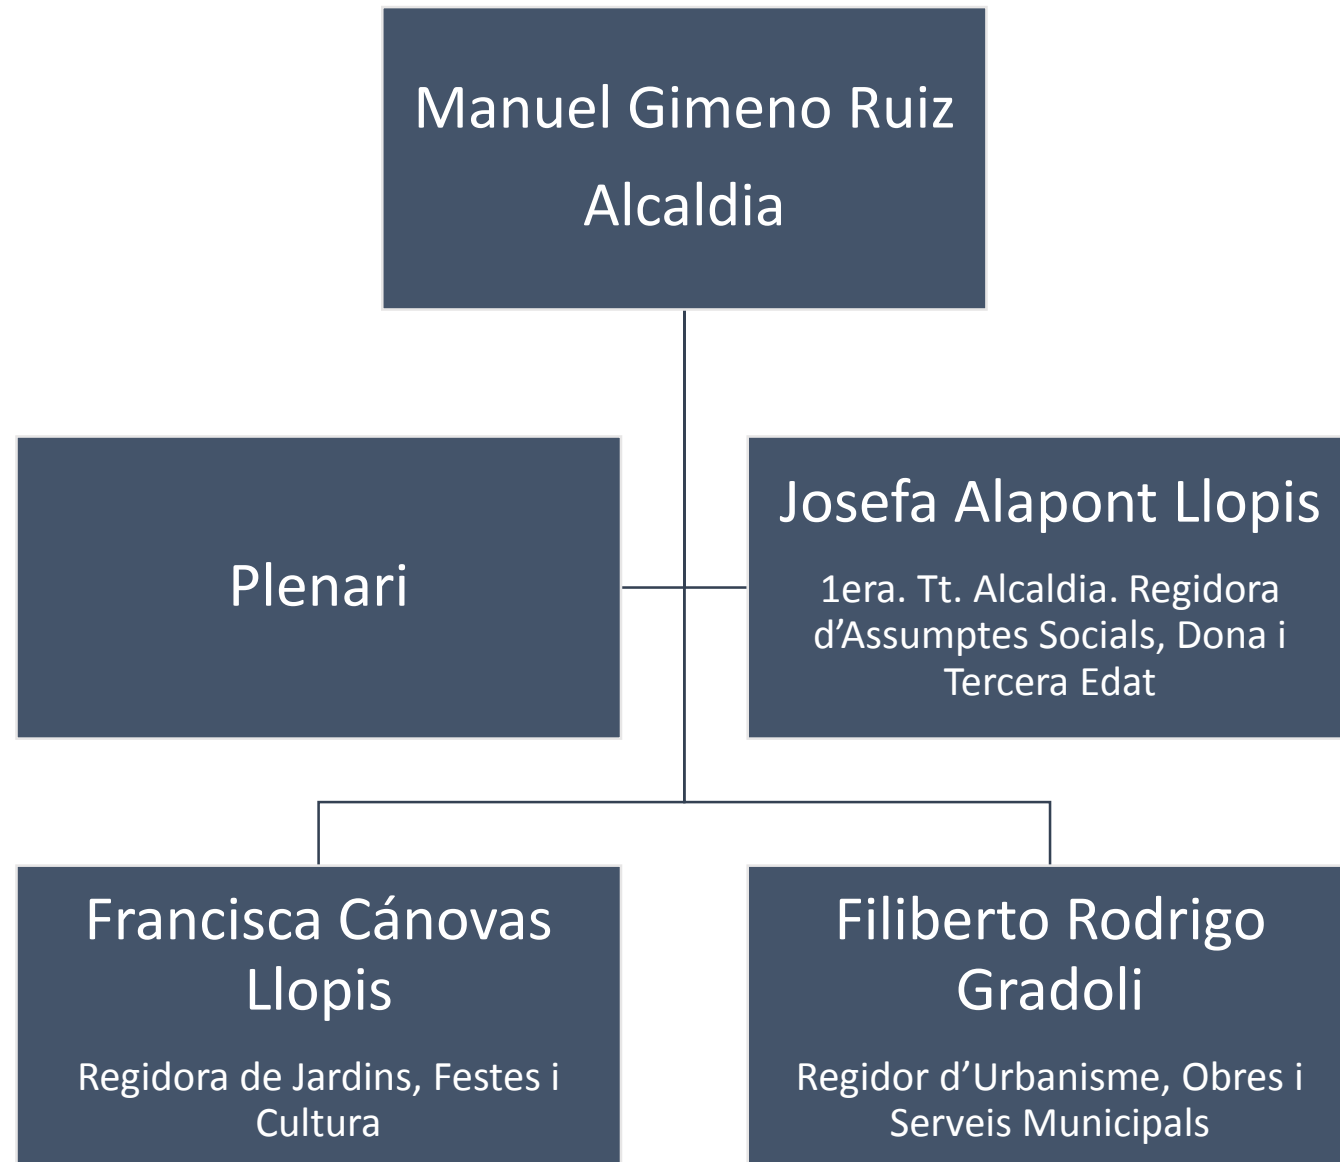 Manuel Gimeno Ruiz
Alcaldia
Plenari
Josefa Alapont Llopis
1era. Tt. Alcaldia. Regidora
d’Assumptes Socials, Dona i
Tercera Edat
Francisca Cánovas
Llopis
Regidora de Jardins, Festes i
Cultura
Filiberto Rodrigo
Gradoli
Regidor d’Urbanisme, Obres i
Serveis Municipals